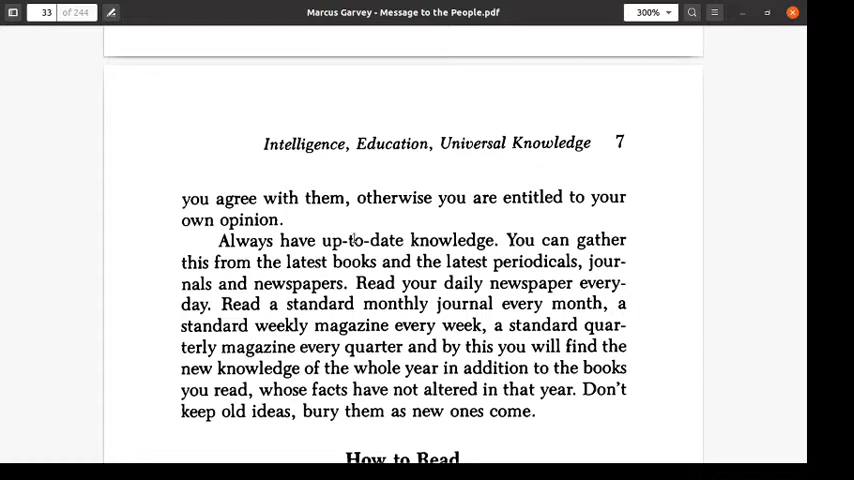 33 of 244
Marcus Garvey - Message to the People.pdf
300%
Intelligence, Education, Universal Knowledge 7
you agree with them, otherwise you are entitled to your
own opinion.
Always have up-to-date knowledge. You can gather
this from the latest books and the latest periodicals, jour-
nals and newspapers. Read your daily newspaper every-
day. Read a standard monthly journal every month, a
standard weekly magazine every week, a standard quar-
terly magazine every quarter and by this you will find the
new knowledge of the whole year in addition to the books
you read, whose facts have not altered in that year. Don't
keep old ideas, bury them as new ones come.
How to Read